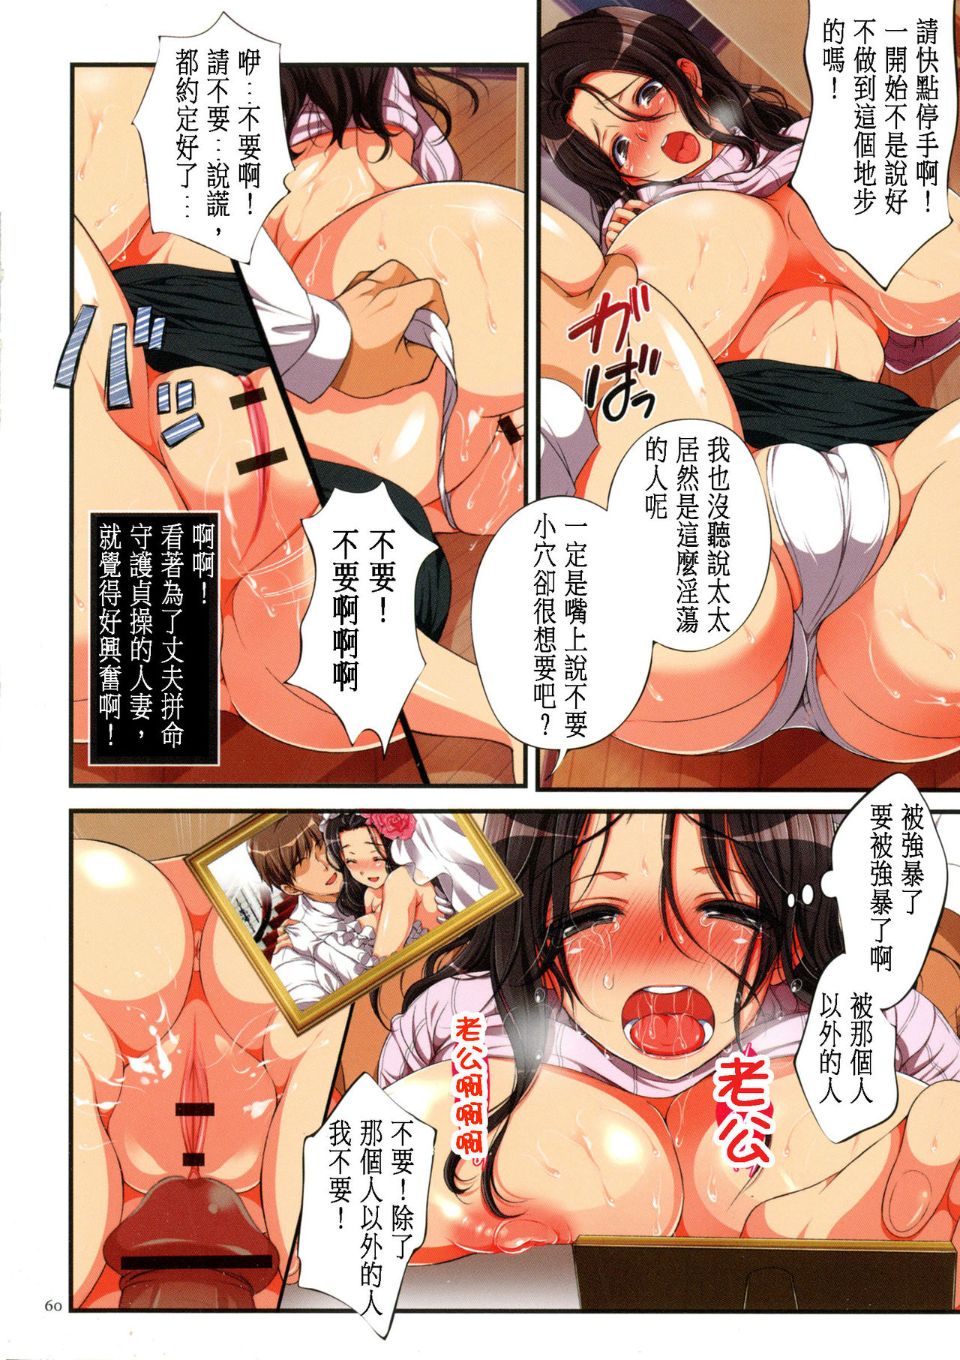 請快點停手啊！
一開始不是說好
不做到這個地步
的嗎！
ガばっ
我也沒聽說太太
居然是這麼淫蕩
的人呢
一定是嘴上說不要
小穴卻很想要吧？
咿…不要啊！
請不要…說謊，
都約定好了…
不要！
不要啊啊啊
啊啊！
看著為了丈夫拼命
守護貞操的人妻，
就覺得好興奮啊！
被強暴了
要被強暴了啊
被那個人
以外的人
老公
老公
不要！除了
那個人以外的人
我不要！
60